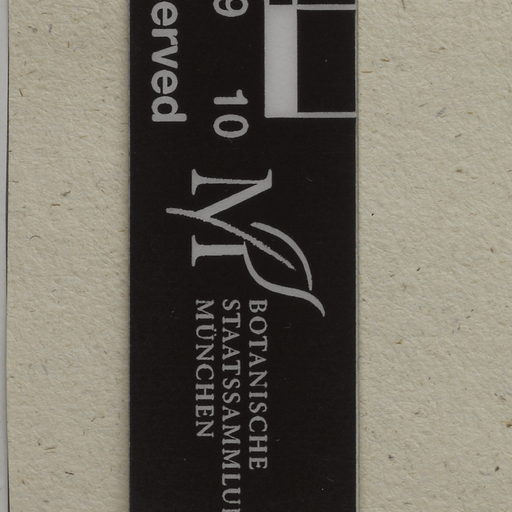 9 10
erved
BOTANISCHE
STAATSSAMMLU
MÜNCHEN